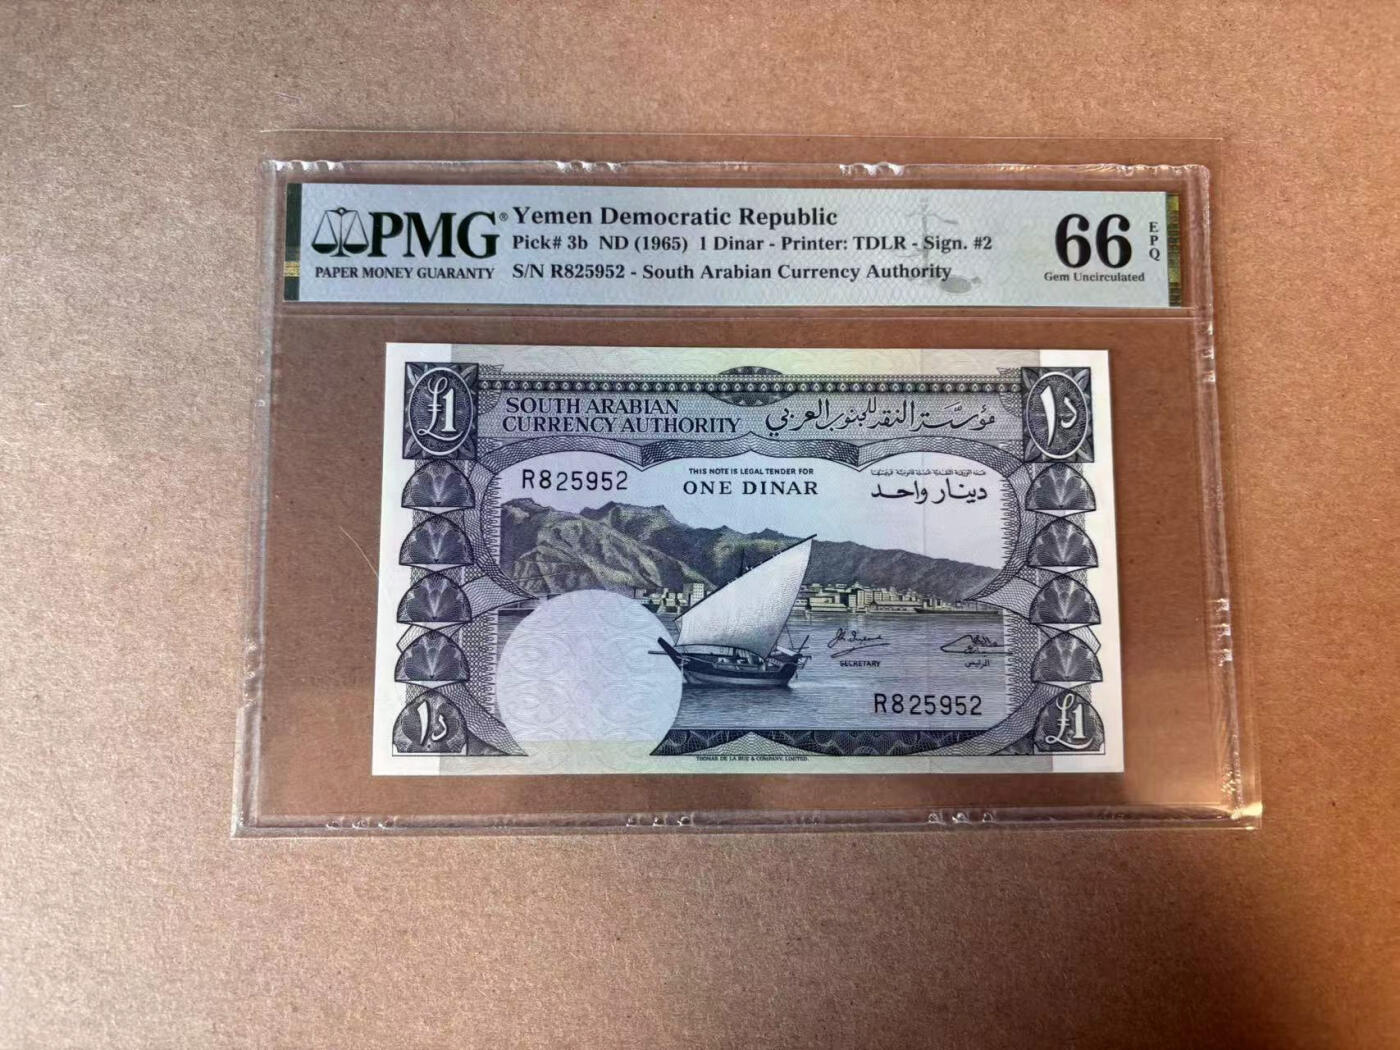 PMG®
PAPER MONEY GUARANTY
Yemen Democratic Republic
Pick# 3b ND (1965) 1 Dinar - Printer: TDLR - Sign. #2
S/N R825952 - South Arabian Currency Authority
66
EPQ
Gem Uncirculated
£1
SOUTH ARABIAN
CURRENCY AUTHORITY
مؤسسة النقد للجنوب العربي
١د
R825952
THIS NOTE IS LEGAL TENDER FOR
ONE DINAR
دينار واحد
SECRETARY
الرئيس
R825952
١د
£1
THOMAS DE LA RUE & COMPANY, LIMITED.